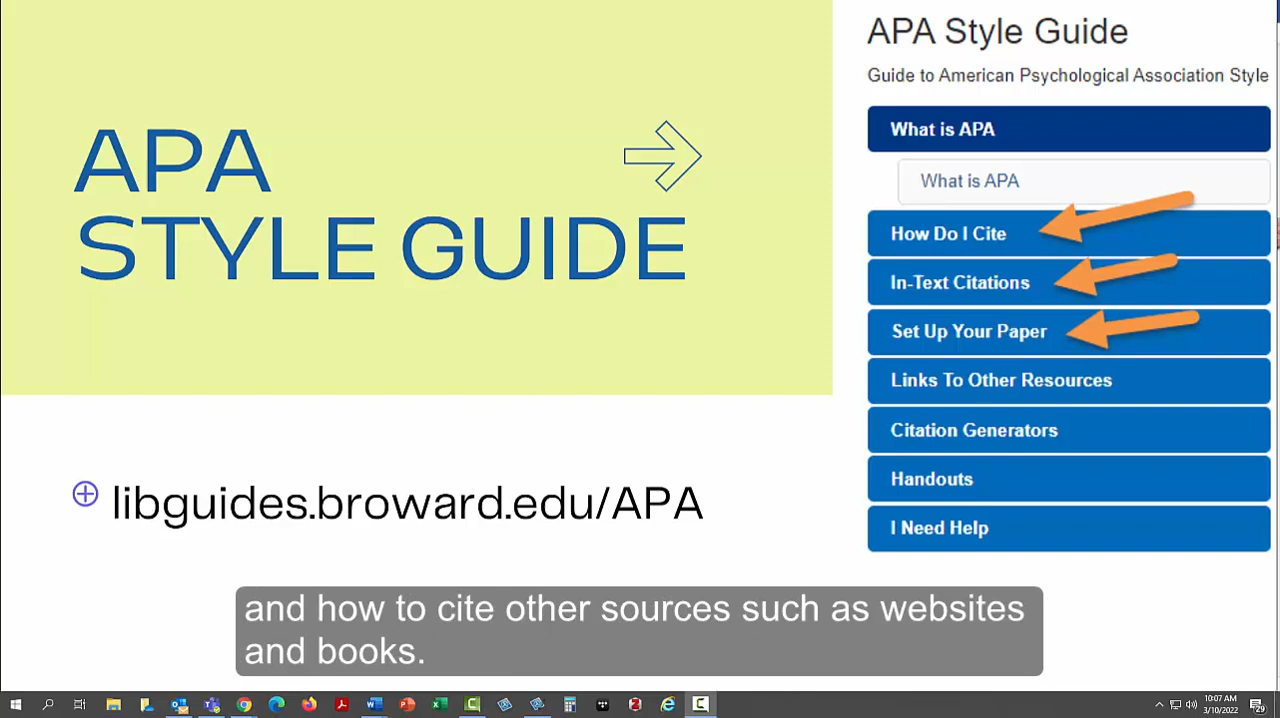 APA
STYLE GUIDE
libguides.broward.edu/APA
APA Style Guide
Guide to American Psychological Association Style
What is APA
What is APA
How Do I Cite
In-Text Citations
Set Up Your Paper
Links To Other Resources
Citation Generators
Handouts
I Need Help
and how to cite other sources such as websites
and books.
10:07 AM
3/10/2022